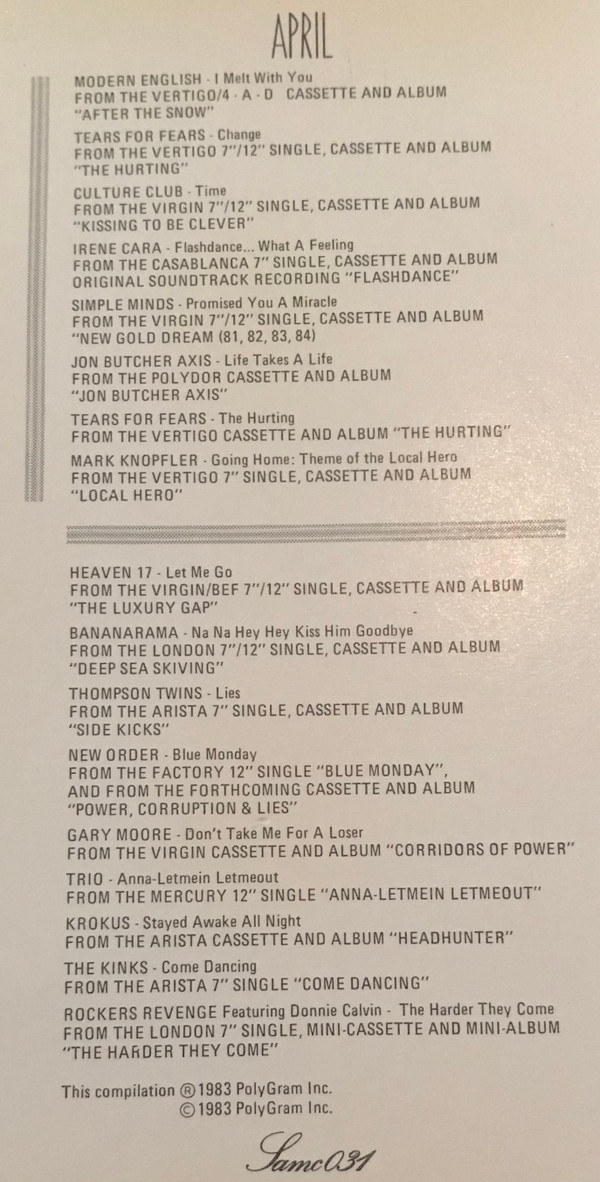 APRIL
MODERN ENGLISH - I Melt With You
FROM THE VERTIGO/4 · A · D CASSETTE AND ALBUM
"AFTER THE SNOW"
TEARS FOR FEARS - Change
FROM THE VERTIGO 7"/12" SINGLE, CASSETTE AND ALBUM
"THE HURTING"
CULTURE CLUB - Time
FROM THE VIRGIN 7"/12" SINGLE, CASSETTE AND ALBUM
"KISSING TO BE CLEVER"
IRENE CARA - Flashdance... What A Feeling
FROM THE CASABLANCA 7" SINGLE, CASSETTE AND ALBUM
ORIGINAL SOUNDTRACK RECORDING "FLASHDANCE"
SIMPLE MINDS - Promised You A Miracle
FROM THE VIRGIN 7"/12" SINGLE, CASSETTE AND ALBUM
"NEW GOLD DREAM (81, 82, 83, 84)
JON BUTCHER AXIS - Life Takes A Life
FROM THE POLYDOR CASSETTE AND ALBUM
"JON BUTCHER AXIS"
TEARS FOR FEARS - The Hurting
FROM THE VERTIGO CASSETTE AND ALBUM "THE HURTING"
MARK KNOPFLER - Going Home: Theme of the Local Hero
FROM THE VERTIGO 7" SINGLE, CASSETTE AND ALBUM
"LOCAL HERO"
HEAVEN 17 - Let Me Go
FROM THE VIRGIN/BEF 7"/12" SINGLE, CASSETTE AND ALBUM
"THE LUXURY GAP"
BANANARAMA - Na Na Hey Hey Kiss Him Goodbye
FROM THE LONDON 7"/12" SINGLE, CASSETTE AND ALBUM
"DEEP SEA SKIVING"
THOMPSON TWINS - Lies
FROM THE ARISTA 7" SINGLE, CASSETTE AND ALBUM
"SIDE KICKS"
NEW ORDER - Blue Monday
FROM THE FACTORY 12" SINGLE "BLUE MONDAY",
AND FROM THE FORTHCOMING CASSETTE AND ALBUM
"POWER, CORRUPTION & LIES"
GARY MOORE - Don't Take Me For A Loser
FROM THE VIRGIN CASSETTE AND ALBUM "CORRIDORS OF POWER"
TRIO - Anna-Letmein Letmeout
FROM THE MERCURY 12" SINGLE "ANNA-LETMEIN LETMEOUT"
KROKUS - Stayed Awake All Night
FROM THE ARISTA CASSETTE AND ALBUM "HEADHUNTER"
THE KINKS - Come Dancing
FROM THE ARISTA 7" SINGLE "COME DANCING"
ROCKERS REVENGE Featuring Donnie Calvin - The Harder They Come
FROM THE LONDON 7" SINGLE, MINI-CASSETTE AND MINI-ALBUM
"THE HARDER THEY COME"
This compilation Ⓡ 1983 PolyGram Inc.
© 1983 PolyGram Inc.
Samc 031